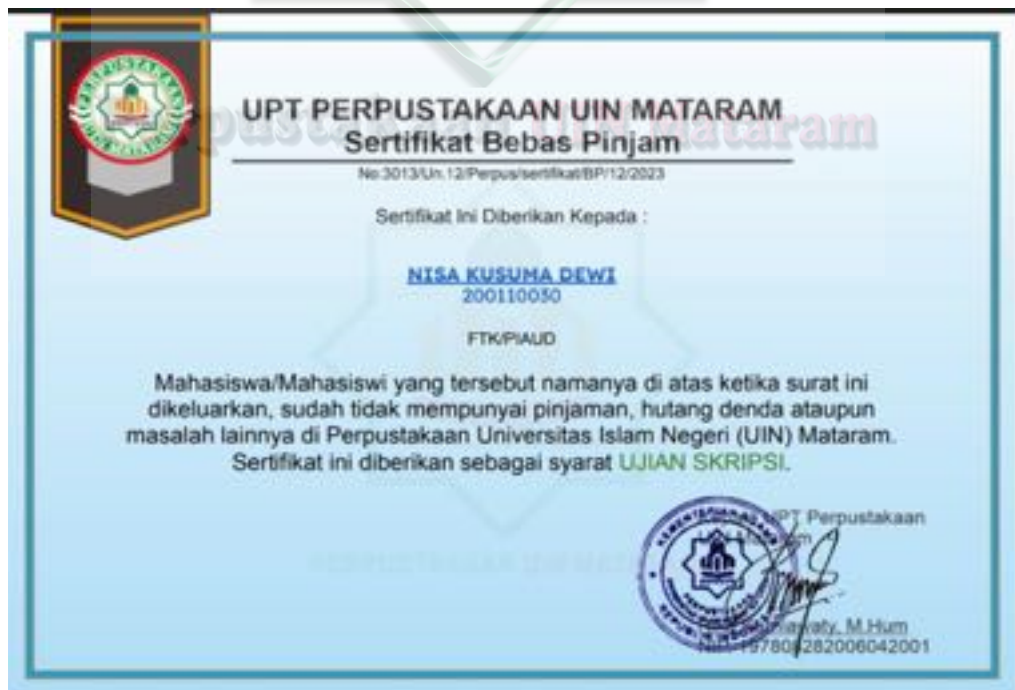 UPT PERPUSTAKAAN UIN MATARAM
Sertifikat Bebas Pinjam
No:3013/Un.12/Perpus/sertifikat/BP/12/2023
Sertifikat Ini Diberikan Kepada :
NISA KUSUMA DEWI
200110030
FTK/PIAUD
Mahasiswa/Mahasiswi yang tersebut namanya di atas ketika surat ini
dikeluarkan, sudah tidak mempunyai pinjaman, hutang denda ataupun
masalah lainnya di Perpustakaan Universitas Islam Negeri (UIN) Mataram.
Sertifikat ini diberikan sebagai syarat UJIAN SKRIPSI.
UPT Perpustakaan
M.Hum